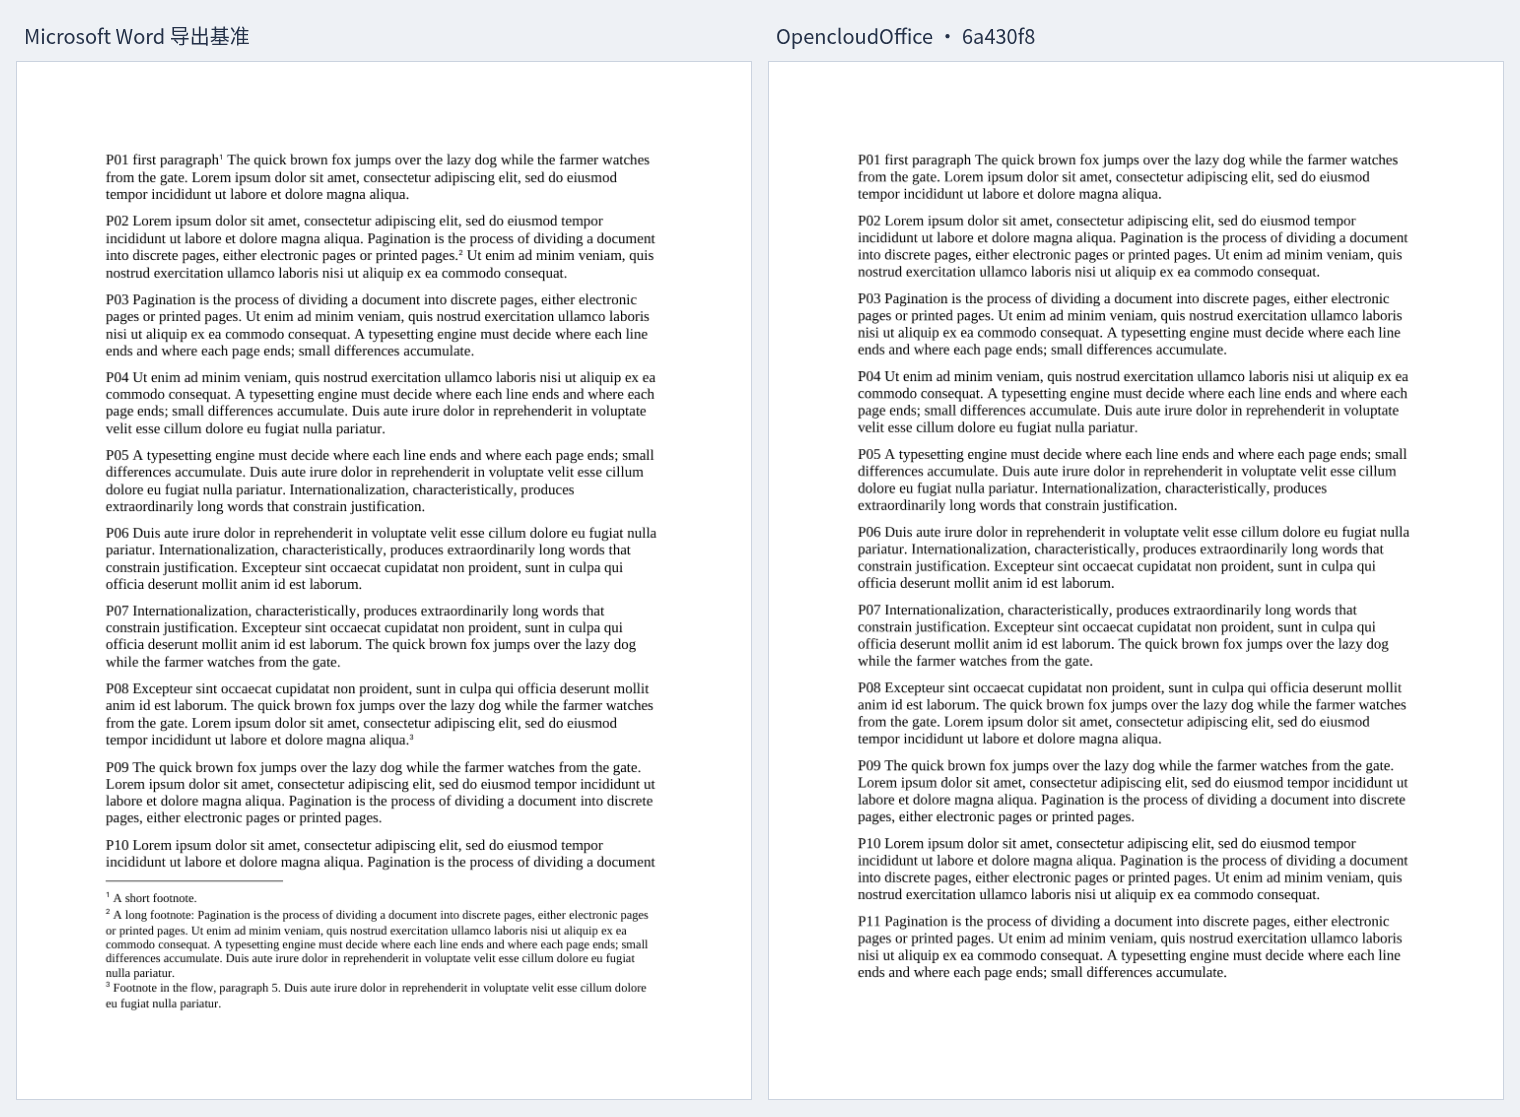 Microsoft Word 导出基准
P01 first paragraph¹ The quick brown fox jumps over the lazy dog while the farmer watches
from the gate. Lorem ipsum dolor sit amet, consectetur adipiscing elit, sed do eiusmod
tempor incididunt ut labore et dolore magna aliqua.
P02 Lorem ipsum dolor sit amet, consectetur adipiscing elit, sed do eiusmod tempor
incididunt ut labore et dolore magna aliqua. Pagination is the process of dividing a document
into discrete pages, either electronic pages or printed pages.² Ut enim ad minim veniam, quis
nostrud exercitation ullamco laboris nisi ut aliquip ex ea commodo consequat.
P03 Pagination is the process of dividing a document into discrete pages, either electronic
pages or printed pages. Ut enim ad minim veniam, quis nostrud exercitation ullamco laboris
nisi ut aliquip ex ea commodo consequat. A typesetting engine must decide where each line
ends and where each page ends; small differences accumulate.
P04 Ut enim ad minim veniam, quis nostrud exercitation ullamco laboris nisi ut aliquip ex ea
commodo consequat. A typesetting engine must decide where each line ends and where each
page ends; small differences accumulate. Duis aute irure dolor in reprehenderit in voluptate
velit esse cillum dolore eu fugiat nulla pariatur.
P05 A typesetting engine must decide where each line ends and where each page ends; small
differences accumulate. Duis aute irure dolor in reprehenderit in voluptate velit esse cillum
dolore eu fugiat nulla pariatur. Internationalization, characteristically, produces
extraordinarily long words that constrain justification.
P06 Duis aute irure dolor in reprehenderit in voluptate velit esse cillum dolore eu fugiat nulla
pariatur. Internationalization, characteristically, produces extraordinarily long words that
constrain justification. Excepteur sint occaecat cupidatat non proident, sunt in culpa qui
officia deserunt mollit anim id est laborum.
P07 Internationalization, characteristically, produces extraordinarily long words that
constrain justification. Excepteur sint occaecat cupidatat non proident, sunt in culpa qui
officia deserunt mollit anim id est laborum. The quick brown fox jumps over the lazy dog
while the farmer watches from the gate.
P08 Excepteur sint occaecat cupidatat non proident, sunt in culpa qui officia deserunt mollit
anim id est laborum. The quick brown fox jumps over the lazy dog while the farmer watches
from the gate. Lorem ipsum dolor sit amet, consectetur adipiscing elit, sed do eiusmod
tempor incididunt ut labore et dolore magna aliqua.³
P09 The quick brown fox jumps over the lazy dog while the farmer watches from the gate.
Lorem ipsum dolor sit amet, consectetur adipiscing elit, sed do eiusmod tempor incididunt ut
labore et dolore magna aliqua. Pagination is the process of dividing a document into discrete
pages, either electronic pages or printed pages.
P10 Lorem ipsum dolor sit amet, consectetur adipiscing elit, sed do eiusmod tempor
incididunt ut labore et dolore magna aliqua. Pagination is the process of dividing a document
¹ A short footnote.
² A long footnote: Pagination is the process of dividing a document into discrete pages, either electronic pages
or printed pages. Ut enim ad minim veniam, quis nostrud exercitation ullamco laboris nisi ut aliquip ex ea
commodo consequat. A typesetting engine must decide where each line ends and where each page ends; small
differences accumulate. Duis aute irure dolor in reprehenderit in voluptate velit esse cillum dolore eu fugiat
nulla pariatur.
³ Footnote in the flow, paragraph 5. Duis aute irure dolor in reprehenderit in voluptate velit esse cillum dolore
eu fugiat nulla pariatur.
OpencloudOffice · 6a430f8
P01 first paragraph The quick brown fox jumps over the lazy dog while the farmer watches
from the gate. Lorem ipsum dolor sit amet, consectetur adipiscing elit, sed do eiusmod
tempor incididunt ut labore et dolore magna aliqua.
P02 Lorem ipsum dolor sit amet, consectetur adipiscing elit, sed do eiusmod tempor
incididunt ut labore et dolore magna aliqua. Pagination is the process of dividing a document
into discrete pages, either electronic pages or printed pages. Ut enim ad minim veniam, quis
nostrud exercitation ullamco laboris nisi ut aliquip ex ea commodo consequat.
P03 Pagination is the process of dividing a document into discrete pages, either electronic
pages or printed pages. Ut enim ad minim veniam, quis nostrud exercitation ullamco laboris
nisi ut aliquip ex ea commodo consequat. A typesetting engine must decide where each line
ends and where each page ends; small differences accumulate.
P04 Ut enim ad minim veniam, quis nostrud exercitation ullamco laboris nisi ut aliquip ex ea
commodo consequat. A typesetting engine must decide where each line ends and where each
page ends; small differences accumulate. Duis aute irure dolor in reprehenderit in voluptate
velit esse cillum dolore eu fugiat nulla pariatur.
P05 A typesetting engine must decide where each line ends and where each page ends; small
differences accumulate. Duis aute irure dolor in reprehenderit in voluptate velit esse cillum
dolore eu fugiat nulla pariatur. Internationalization, characteristically, produces
extraordinarily long words that constrain justification.
P06 Duis aute irure dolor in reprehenderit in voluptate velit esse cillum dolore eu fugiat nulla
pariatur. Internationalization, characteristically, produces extraordinarily long words that
constrain justification. Excepteur sint occaecat cupidatat non proident, sunt in culpa qui
officia deserunt mollit anim id est laborum.
P07 Internationalization, characteristically, produces extraordinarily long words that
constrain justification. Excepteur sint occaecat cupidatat non proident, sunt in culpa qui
officia deserunt mollit anim id est laborum. The quick brown fox jumps over the lazy dog
while the farmer watches from the gate.
P08 Excepteur sint occaecat cupidatat non proident, sunt in culpa qui officia deserunt mollit
anim id est laborum. The quick brown fox jumps over the lazy dog while the farmer watches
from the gate. Lorem ipsum dolor sit amet, consectetur adipiscing elit, sed do eiusmod
tempor incididunt ut labore et dolore magna aliqua.
P09 The quick brown fox jumps over the lazy dog while the farmer watches from the gate.
Lorem ipsum dolor sit amet, consectetur adipiscing elit, sed do eiusmod tempor incididunt ut
labore et dolore magna aliqua. Pagination is the process of dividing a document into discrete
pages, either electronic pages or printed pages.
P10 Lorem ipsum dolor sit amet, consectetur adipiscing elit, sed do eiusmod tempor
incididunt ut labore et dolore magna aliqua. Pagination is the process of dividing a document
into discrete pages, either electronic pages or printed pages. Ut enim ad minim veniam, quis
nostrud exercitation ullamco laboris nisi ut aliquip ex ea commodo consequat.
P11 Pagination is the process of dividing a document into discrete pages, either electronic
pages or printed pages. Ut enim ad minim veniam, quis nostrud exercitation ullamco laboris
nisi ut aliquip ex ea commodo consequat. A typesetting engine must decide where each line
ends and where each page ends; small differences accumulate.